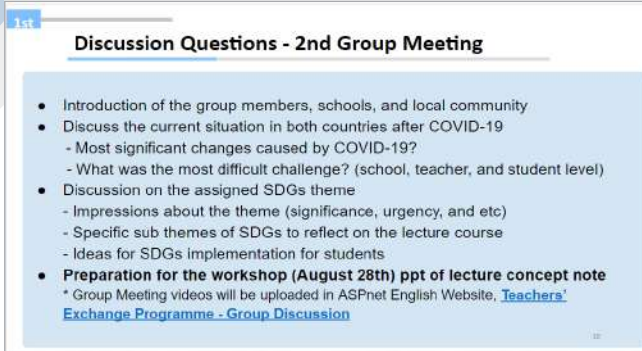 1st
Discussion Questions - 2nd Group Meeting
● Introduction of the group members, schools, and local community
● Discuss the current situation in both countries after COVID-19
- Most significant changes caused by COVID-19?
- What was the most difficult challenge? (school, teacher, and student level)
● Discussion on the assigned SDGs theme
- Impressions about the theme (significance, urgency, and etc)
- Specific sub themes of SDGs to reflect on the lecture course
- Ideas for SDGs implementation for students
● Preparation for the workshop (August 28th) ppt of lecture concept note
* Group Meeting videos will be uploaded in ASPnet English Website, Teachers'
Exchange Programme - Group Discussion